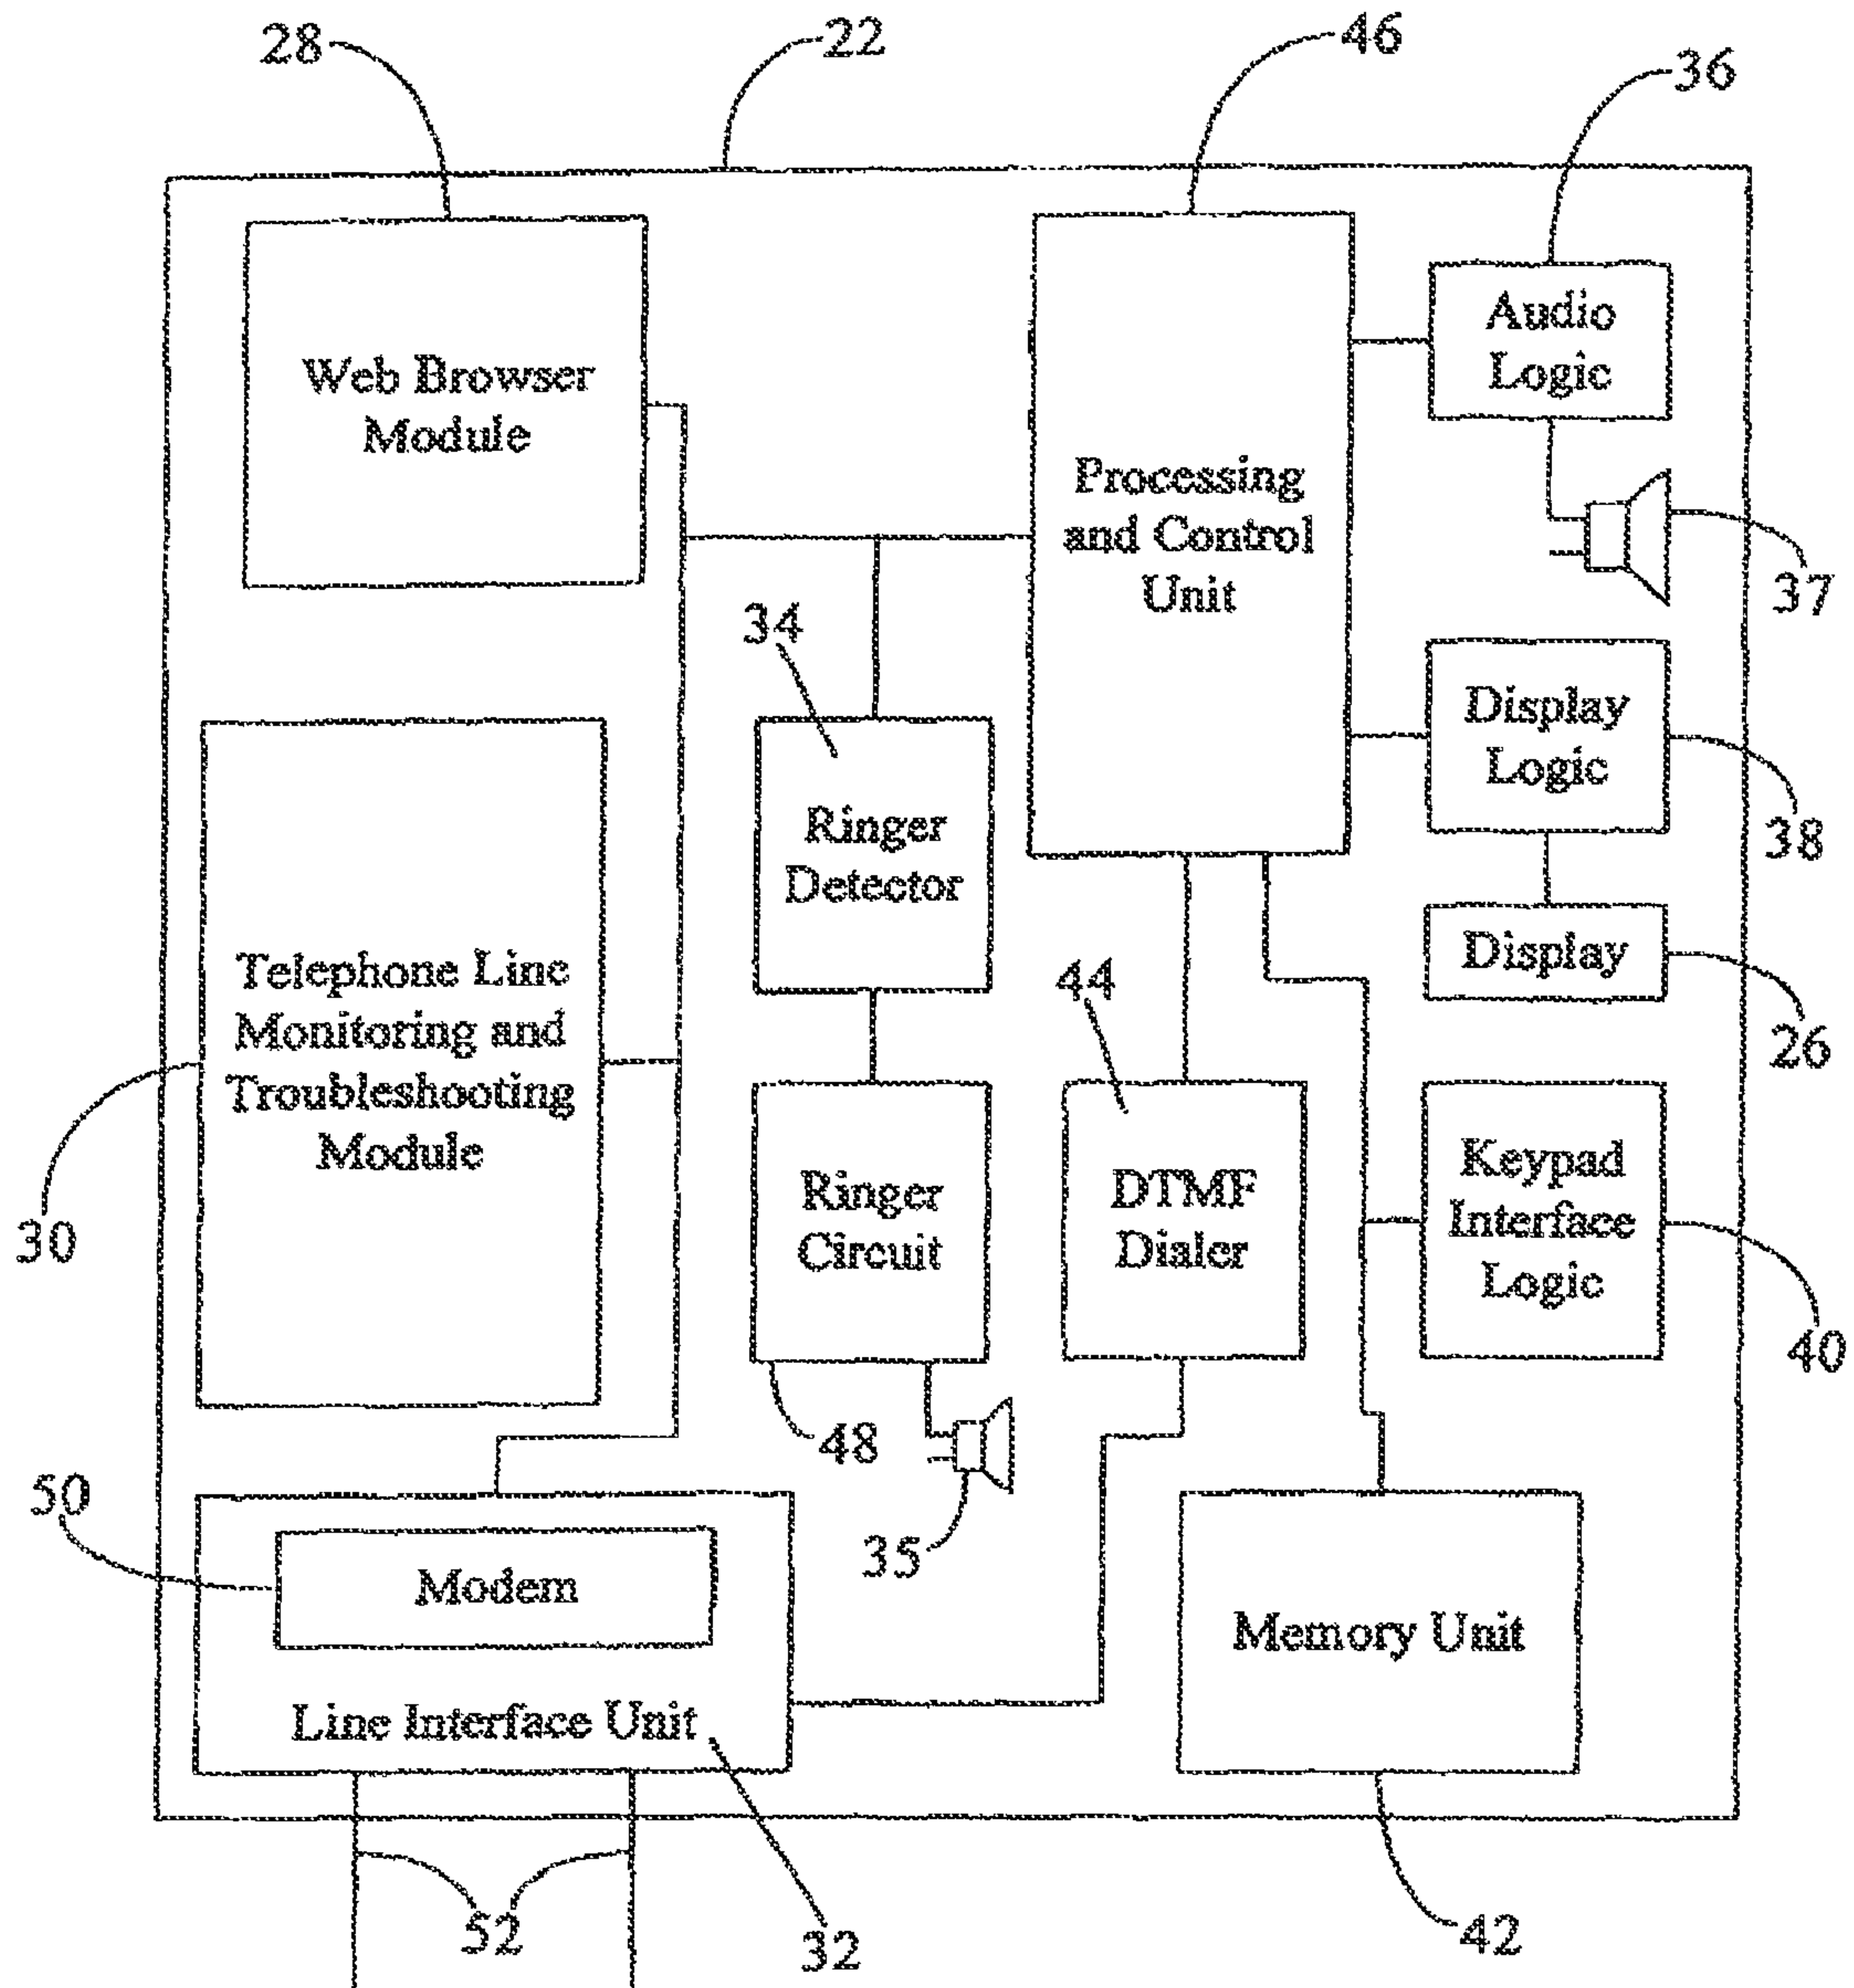 28
22
46
36
Web Browser
Module
Processing
and Control
Unit
Audio
Logic
37
34
Display
Logic
38
Ringer
Detector
Display
26
Telephone Line
Monitoring and
Troubleshooting
Module
30
44
Ringer
Circuit
48
35
DTMF
Dialer
Keypad
Interface
Logic
40
50
Modem
Line Interface Unit
Memory Unit
52
32
42